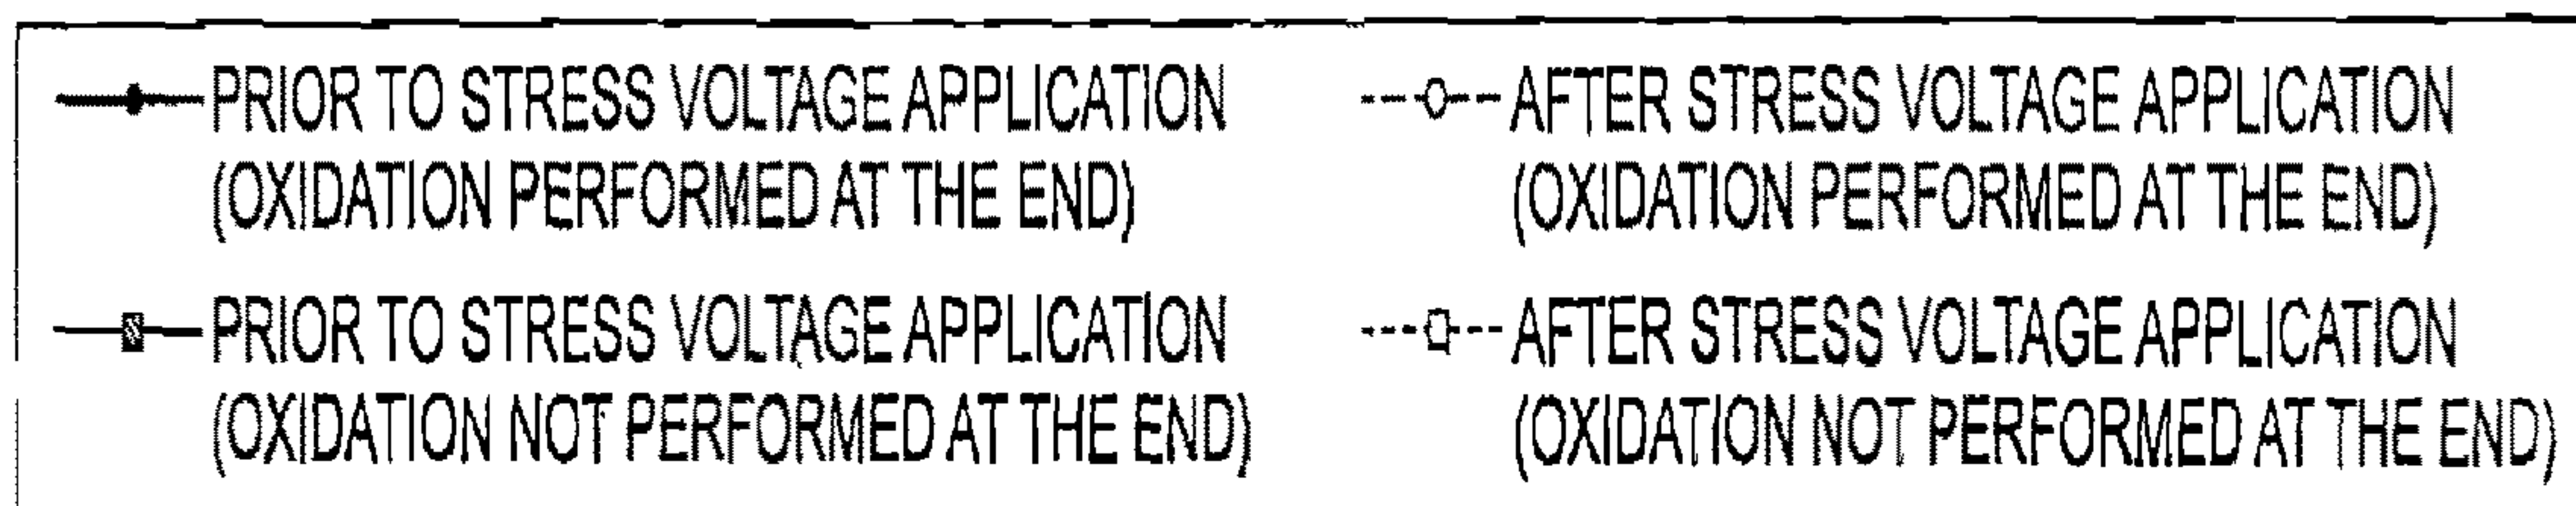 PRIOR TO STRESS VOLTAGE APPLICATION
(OXIDATION PERFORMED AT THE END)
AFTER STRESS VOLTAGE APPLICATION
(OXIDATION PERFORMED AT THE END)
PRIOR TO STRESS VOLTAGE APPLICATION
(OXIDATION NOT PERFORMED AT THE END)
AFTER STRESS VOLTAGE APPLICATION
(OXIDATION NOT PERFORMED AT THE END)